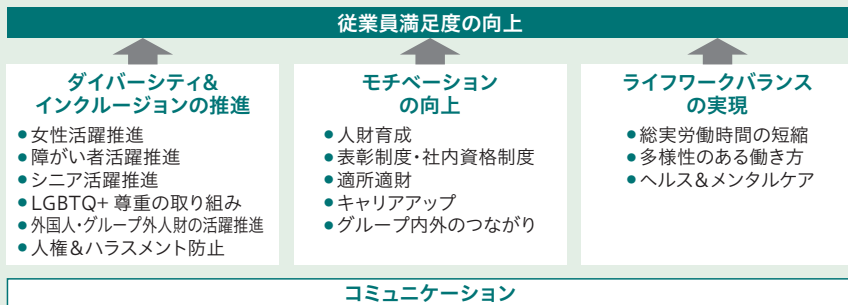 従業員満足度の向上
ダイバーシティ&
インクルージョンの推進
●女性活躍推進
●障がい者活躍推進
●シニア活躍推進
●LGBTQ+ 尊重の取り組み
●外国人・グループ外人財の活躍推進
●人権&ハラスメント防止
モチベーション
の向上
●人財育成
●表彰制度・社内資格制度
●適所適財
●キャリアアップ
●グループ内外のつながり
ライフワークバランス
の実現
●総実労働時間の短縮
●多様性のある働き方
●ヘルス&メンタルケア
コミュニケーション